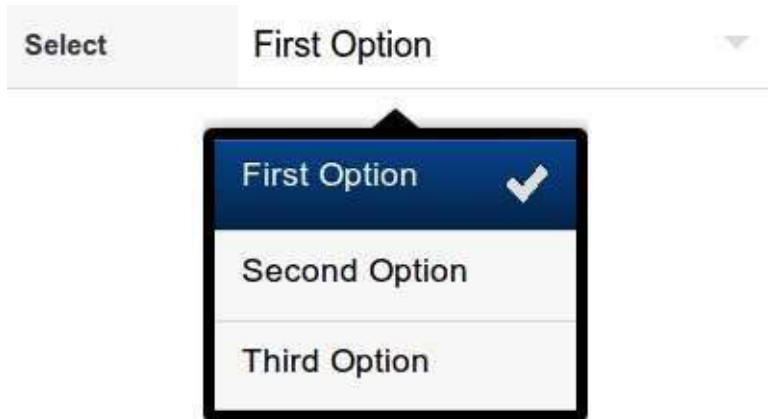 Select First Option
First Option
Second Option
Third Option